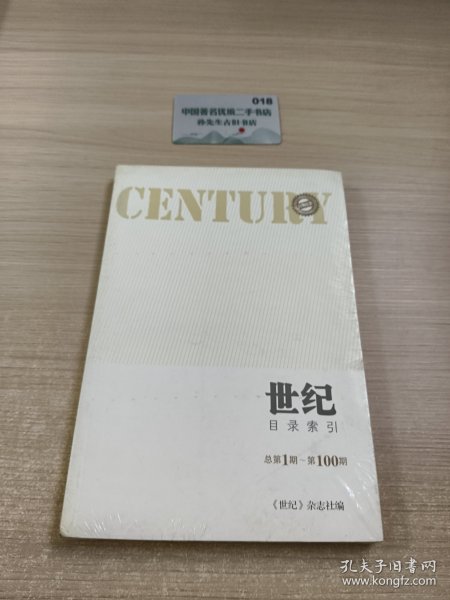 018
中国著名优质二手书店
孙先生古旧书店
CENTURY
世纪
目录索引
总第1期~第100期
《世纪》杂志社编
孔夫子旧书网
www.kongfz.com